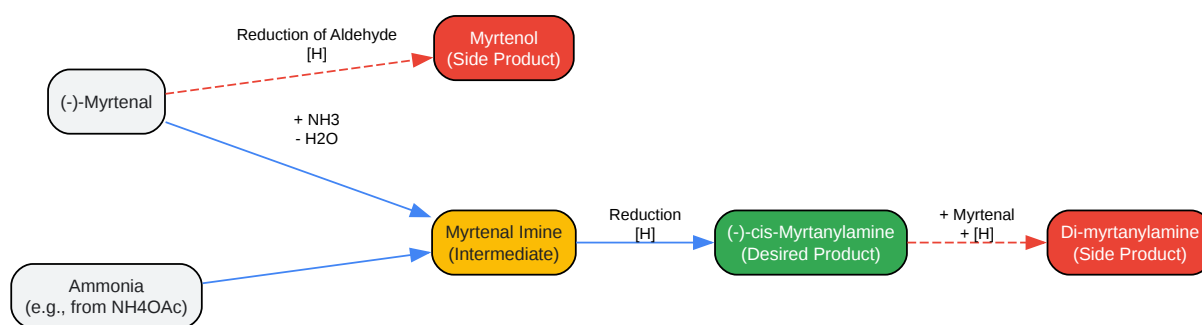 Reduction of Aldehyde
[H]
Myrtenol
(Side Product)
(-)-Myrtenal
+ NH3
- H2O
Myrtenal Imine
(Intermediate)
Reduction
[H]
(-)-cis-Myrtanylamine
(Desired Product)
+ Myrtenal
+ [H]
Di-myrtanylamine
(Side Product)
Ammonia
(e.g., from NH4OAc)